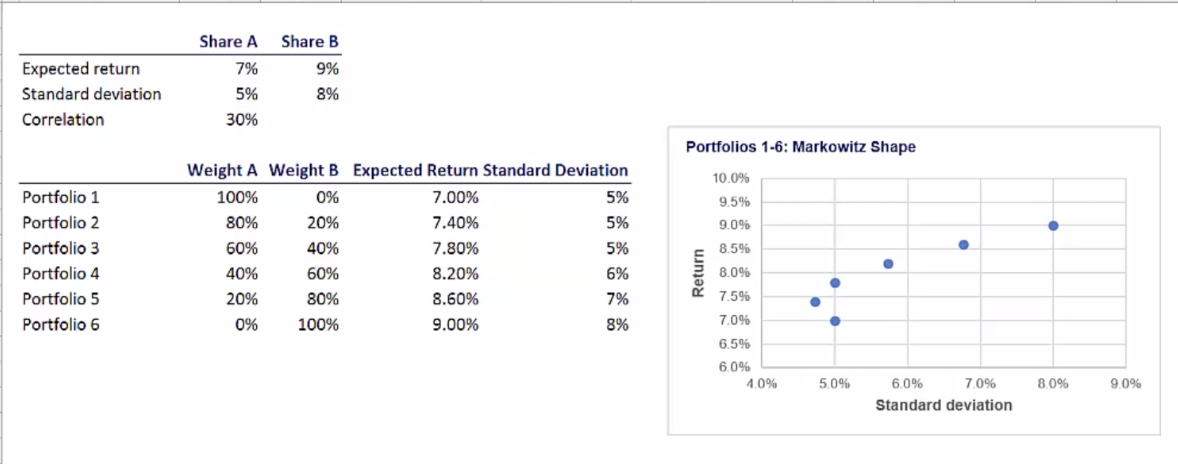 Share A Share B
Expected return 7% 9%
Standard deviation 5% 8%
Correlation 30%
Weight A Weight B Expected Return Standard Deviation
Portfolio 1 100% 0% 7.00% 5%
Portfolio 2 80% 20% 7.40% 5%
Portfolio 3 60% 40% 7.80% 5%
Portfolio 4 40% 60% 8.20% 6%
Portfolio 5 20% 80% 8.60% 7%
Portfolio 6 0% 100% 9.00% 8%
Portfolios 1-6: Markowitz Shape
10.0%
9.5%
9.0%
8.5%
8.0%
7.5%
7.0%
6.5%
6.0%
Return
4.0% 5.0% 6.0% 7.0% 8.0% 9.0%
Standard deviation